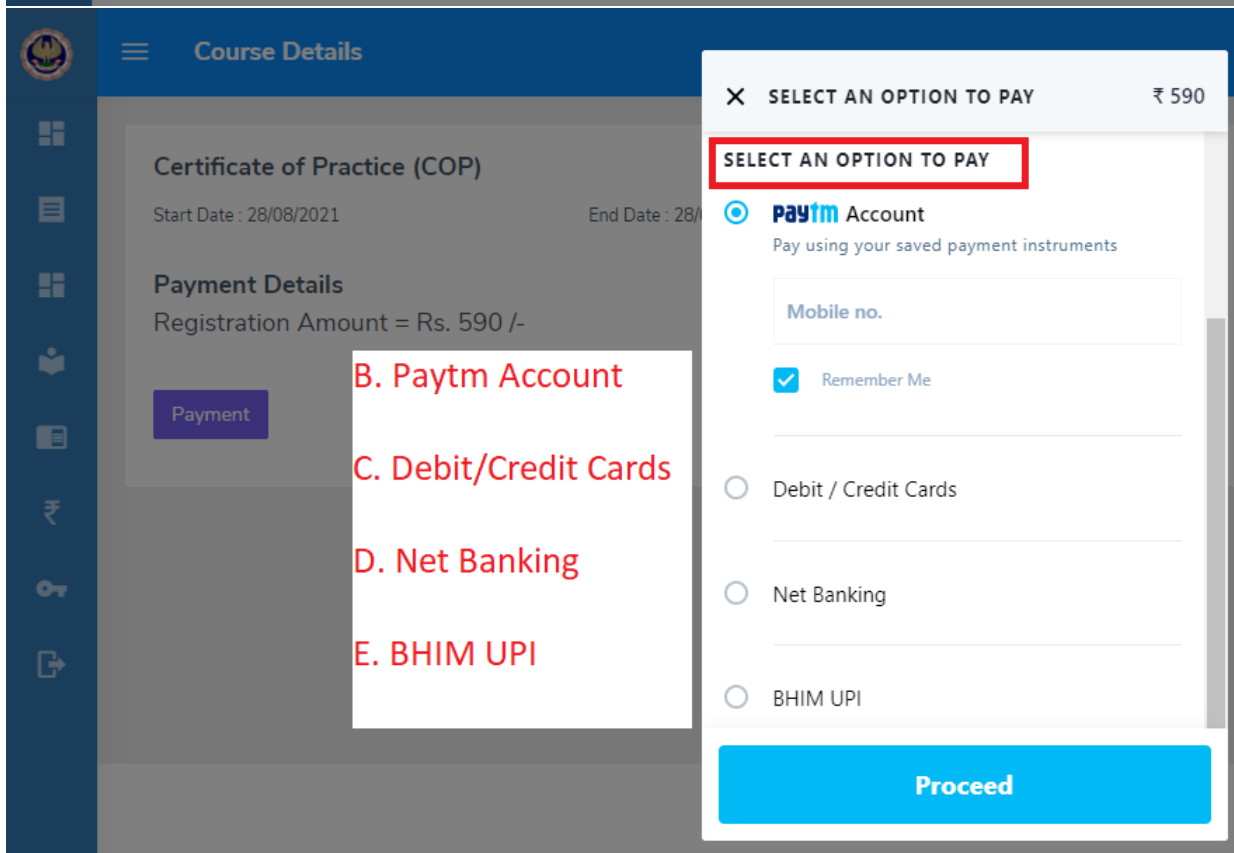 Course Details
Certificate of Practice (COP)
Start Date : 28/08/2021
End Date : 28/
Payment Details
Registration Amount = Rs. 590 /-
Payment
B. Paytm Account
C. Debit/Credit Cards
D. Net Banking
E. BHIM UPI
SELECT AN OPTION TO PAY
₹ 590
SELECT AN OPTION TO PAY
Paytm Account
Pay using your saved payment instruments
Mobile no.
Remember Me
Debit / Credit Cards
Net Banking
BHIM UPI
Proceed